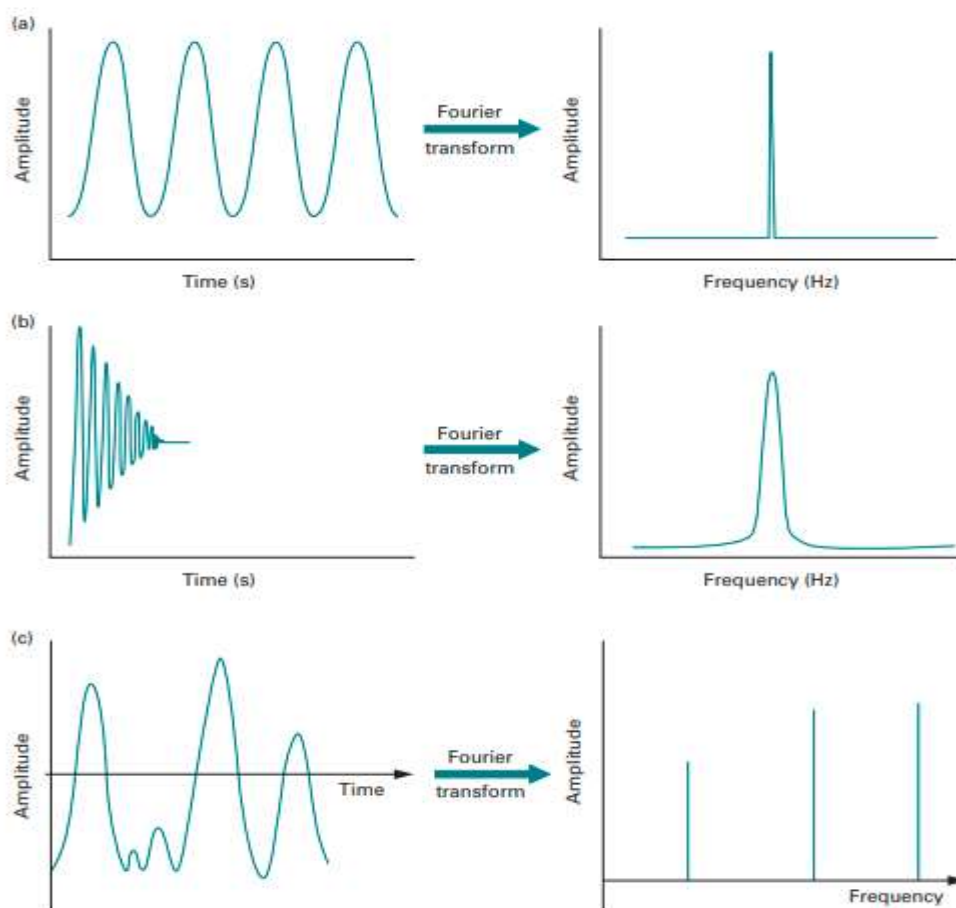 (a)
Amplitude
Time (s)
Fourier
transform
Amplitude
Frequency (Hz)
(b)
Amplitude
Time (s)
Fourier
transform
Amplitude
Frequency (Hz)
(c)
Amplitude
Time
Fourier
transform
Amplitude
Frequency